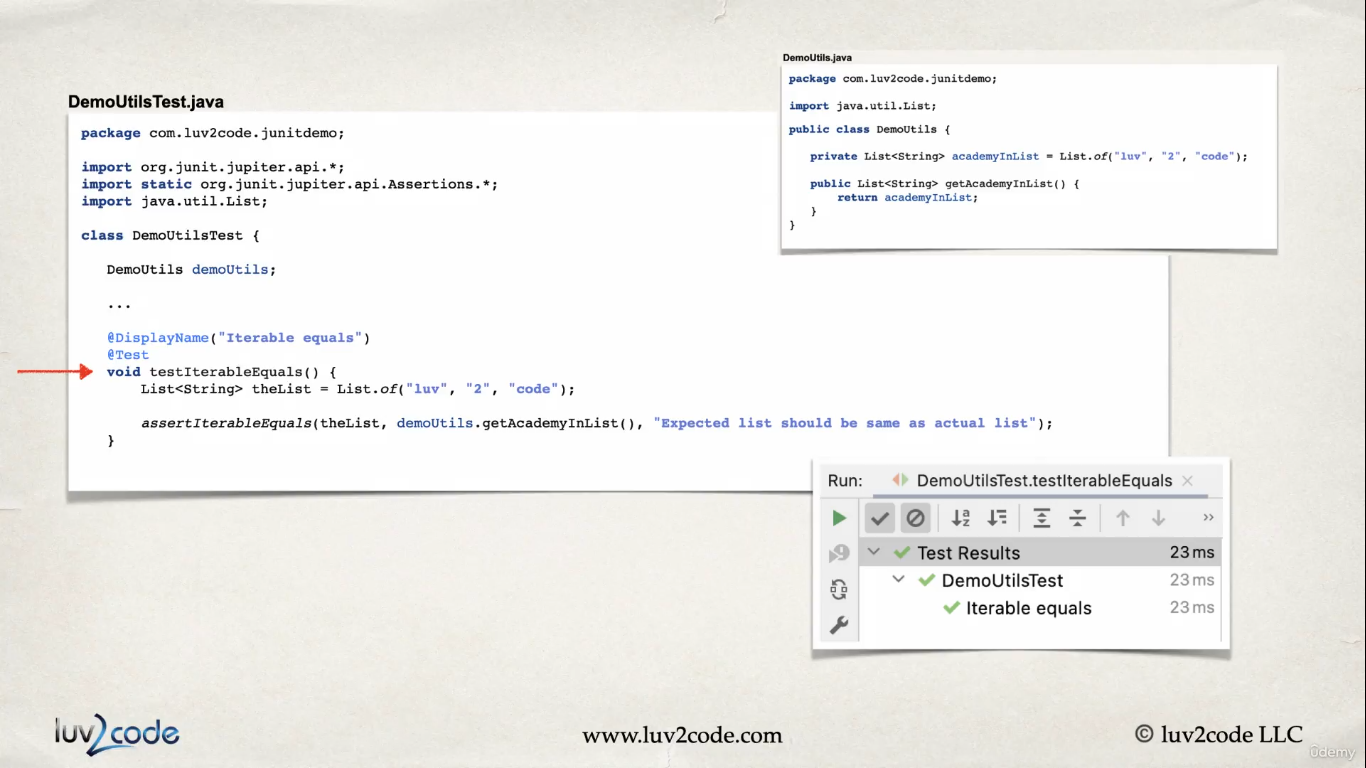 DemoUtilsTest.java
package com.luv2code.junitdemo;
import org.junit.jupiter.api.*;
import static org.junit.jupiter.api.Assertions.*;
import java.util.List;
class DemoUtilsTest {
DemoUtils demoUtils;
...
@DisplayName("Iterable equals")
@Test
void testIterableEquals() {
List<String> theList = List.of("luv", "2", "code");
assertIterableEquals(theList, demoUtils.getAcademyInList(), "Expected list should be same as actual list");
}
DemoUtils.java
package com.luv2code.junitdemo;
import java.util.List;
public class DemoUtils {
private List<String> academyInList = List.of("luv", "2", "code");
public List<String> getAcademyInList() {
return academyInList;
}
}
Run: DemoUtilsTest.testIterableEquals
Test Results 23 ms
DemoUtilsTest 23 ms
Iterable equals 23 ms
luv2code
www.luv2code.com
© luv2code LLC
ûdemy